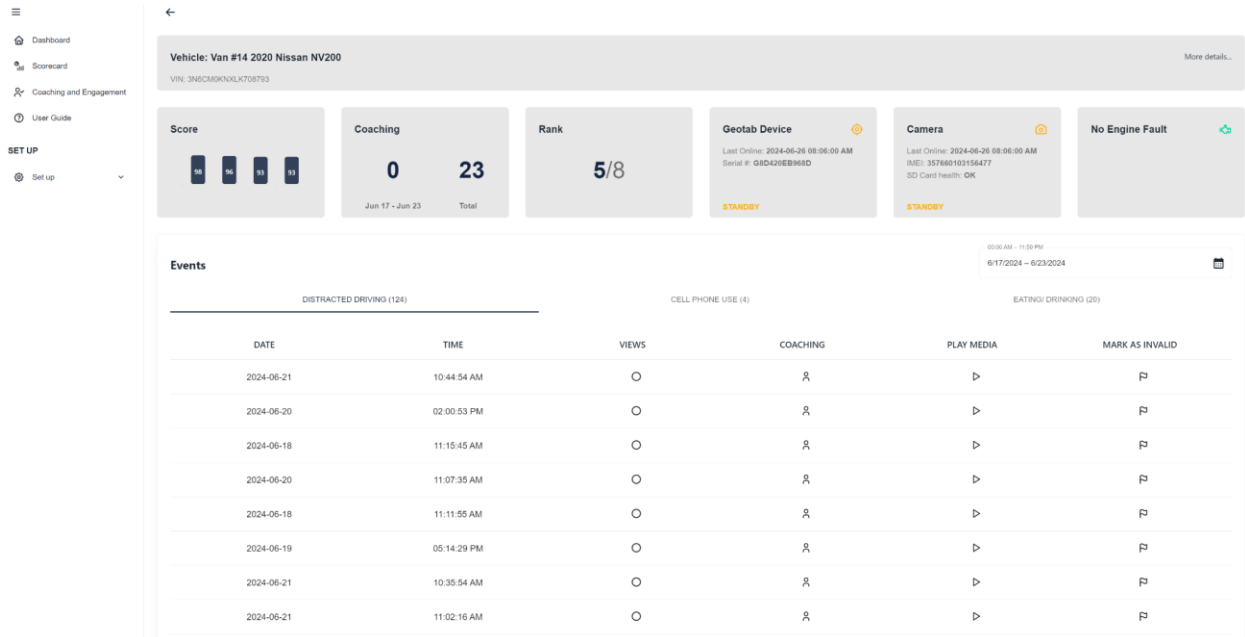 Dashboard
Scorecard
Coaching and Engagement
User Guide
SET UP
Set up
Vehicle: Van #14 2020 Nissan NV200
More details...
VIN: 3N6CM0KNXLK708793
Score
98 96 93 93
Coaching
0 23
Jun 17 - Jun 23 Total
Rank
5/8
Geotab Device
Last Online: 2024-06-26 08:06:00 AM
Serial #: G8D420EB968D
STANDBY
Camera
Last Online: 2024-06-26 08:06:00 AM
IMEI: 357660103156477
SD Card health: OK
STANDBY
No Engine Fault
Events
00:00 AM – 11:59 PM
6/17/2024 – 6/23/2024
DISTRACTED DRIVING (124) CELL PHONE USE (4) EATING/ DRINKING (20)
DATE TIME VIEWS COACHING PLAY MEDIA MARK AS INVALID
2024-06-21 10:44:54 AM
2024-06-20 02:00:53 PM
2024-06-18 11:15:45 AM
2024-06-20 11:07:35 AM
2024-06-18 11:11:55 AM
2024-06-19 05:14:29 PM
2024-06-21 10:35:54 AM
2024-06-21 11:02:16 AM